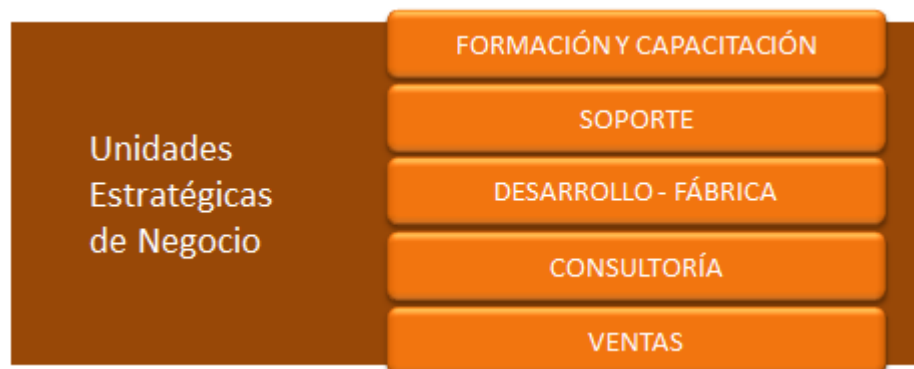 Unidades
Estratégicas
de Negocio
FORMACIÓN Y CAPACITACIÓN
SOPORTE
DESARROLLO - FÁBRICA
CONSULTORÍA
VENTAS